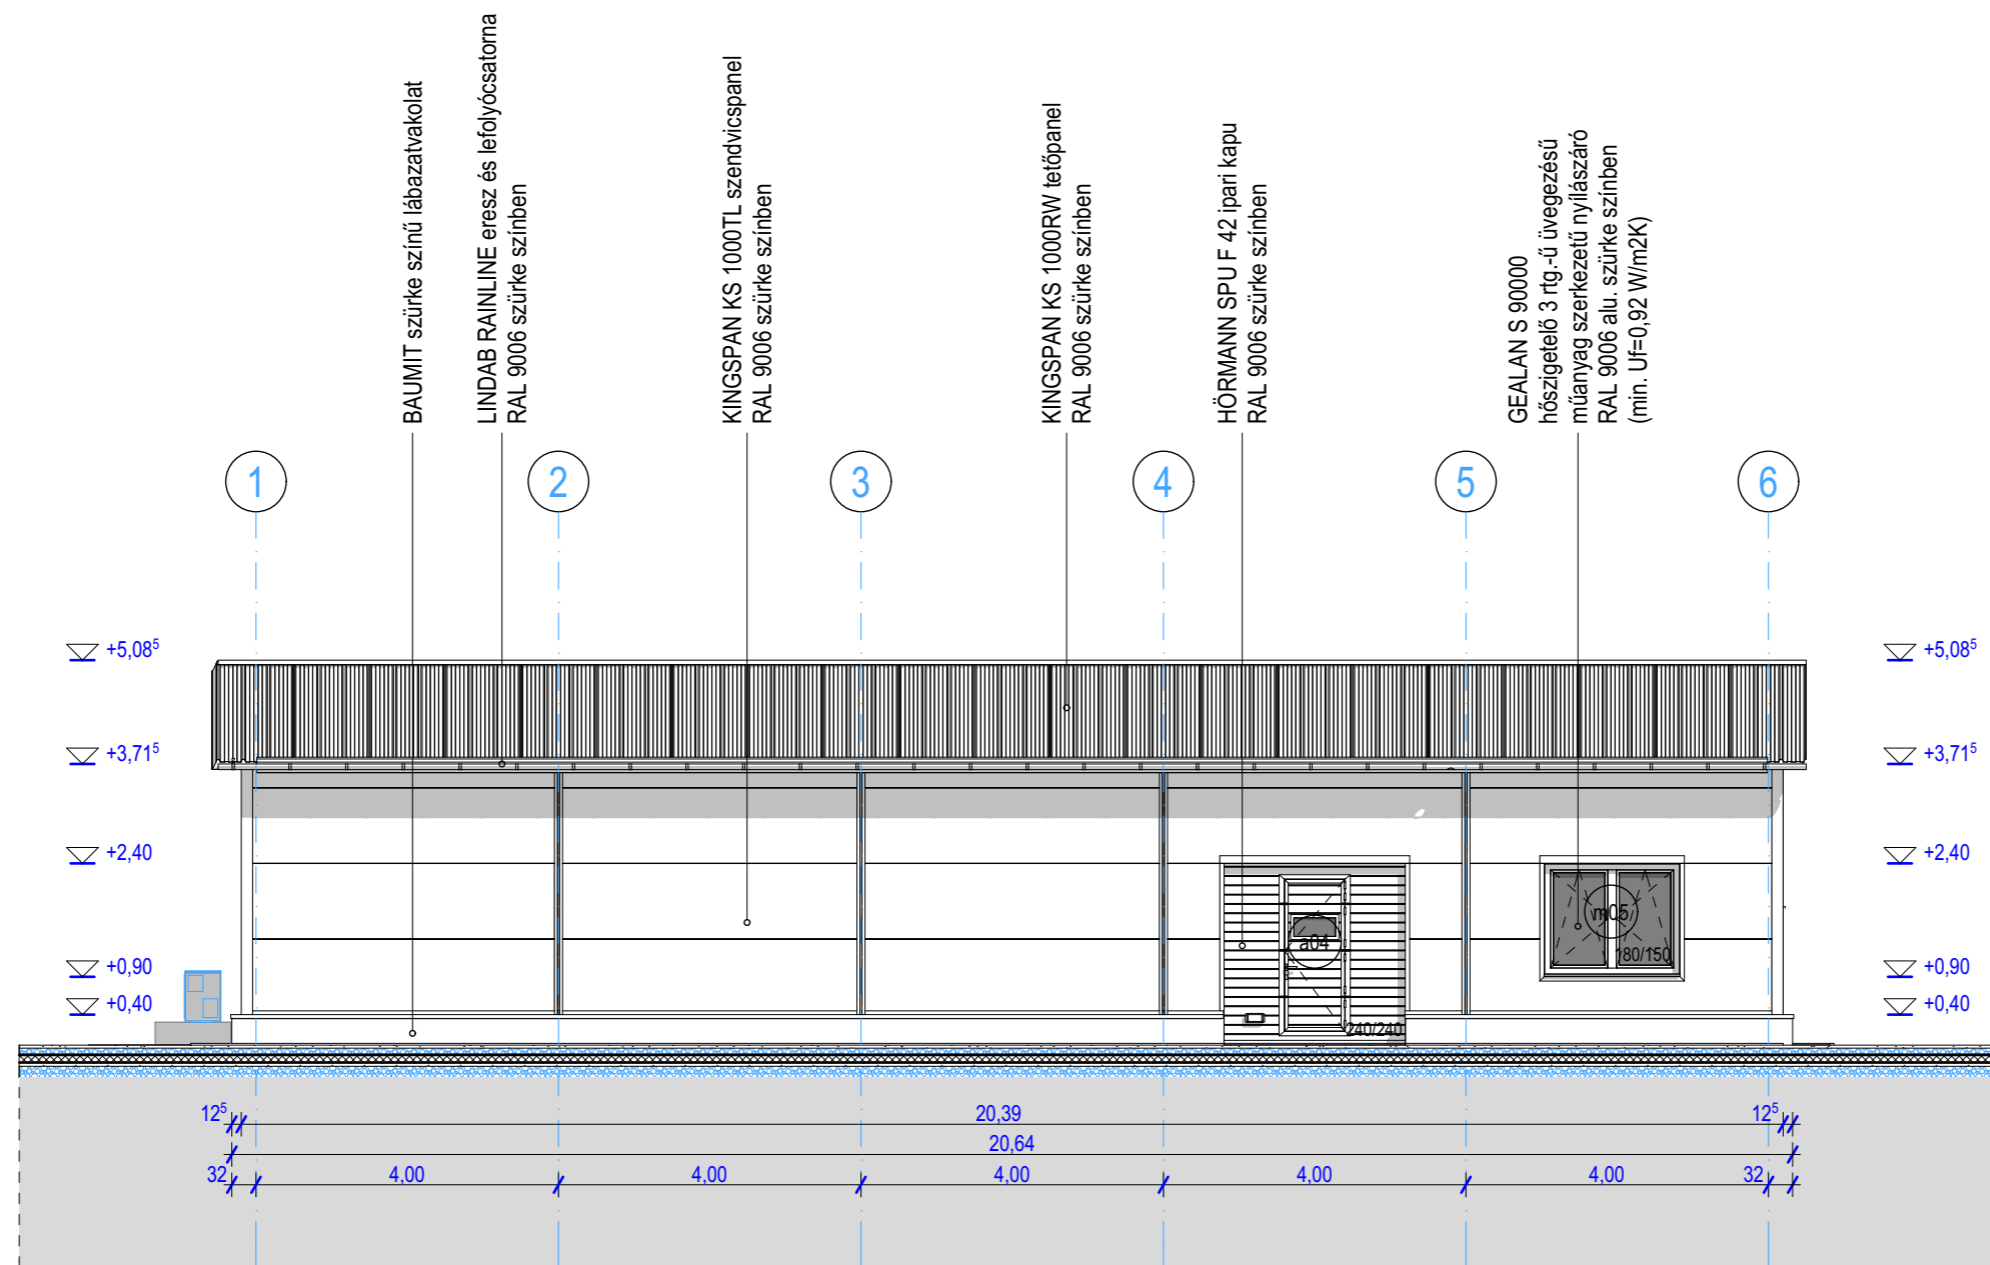 BAUMIT szürke színű lábazatvakolat
LINDAB RAINLINE eresz és lefolyócsatorna
RAL 9006 szürke színben
KINGSPAN KS 1000TL szendvicspanel
RAL 9006 szürke színben
KINGSPAN KS 1000RW tetőpanel
RAL 9006 szürke színben
HÖRMANN SPU F 42 ipari kapu
RAL 9006 szürke színben
GEALAN S 90000
hőszigetelő 3 rtg.-ű üvegezésű
műanyag szerkezetű nyílászáró
RAL 9006 alu. szürke színben
(min. Uf=0,92 W/m2K)
1 2 3 4 5 6
+5,08⁵ +5,08⁵
+3,71⁵ +3,71⁵
+2,40 +2,40
m05
a04
180/150
+0,90 +0,90
+0,40 +0,40
240/240
12⁵ 20,39 12⁵
20,64
32 4,00 4,00 4,00 4,00 4,00 32